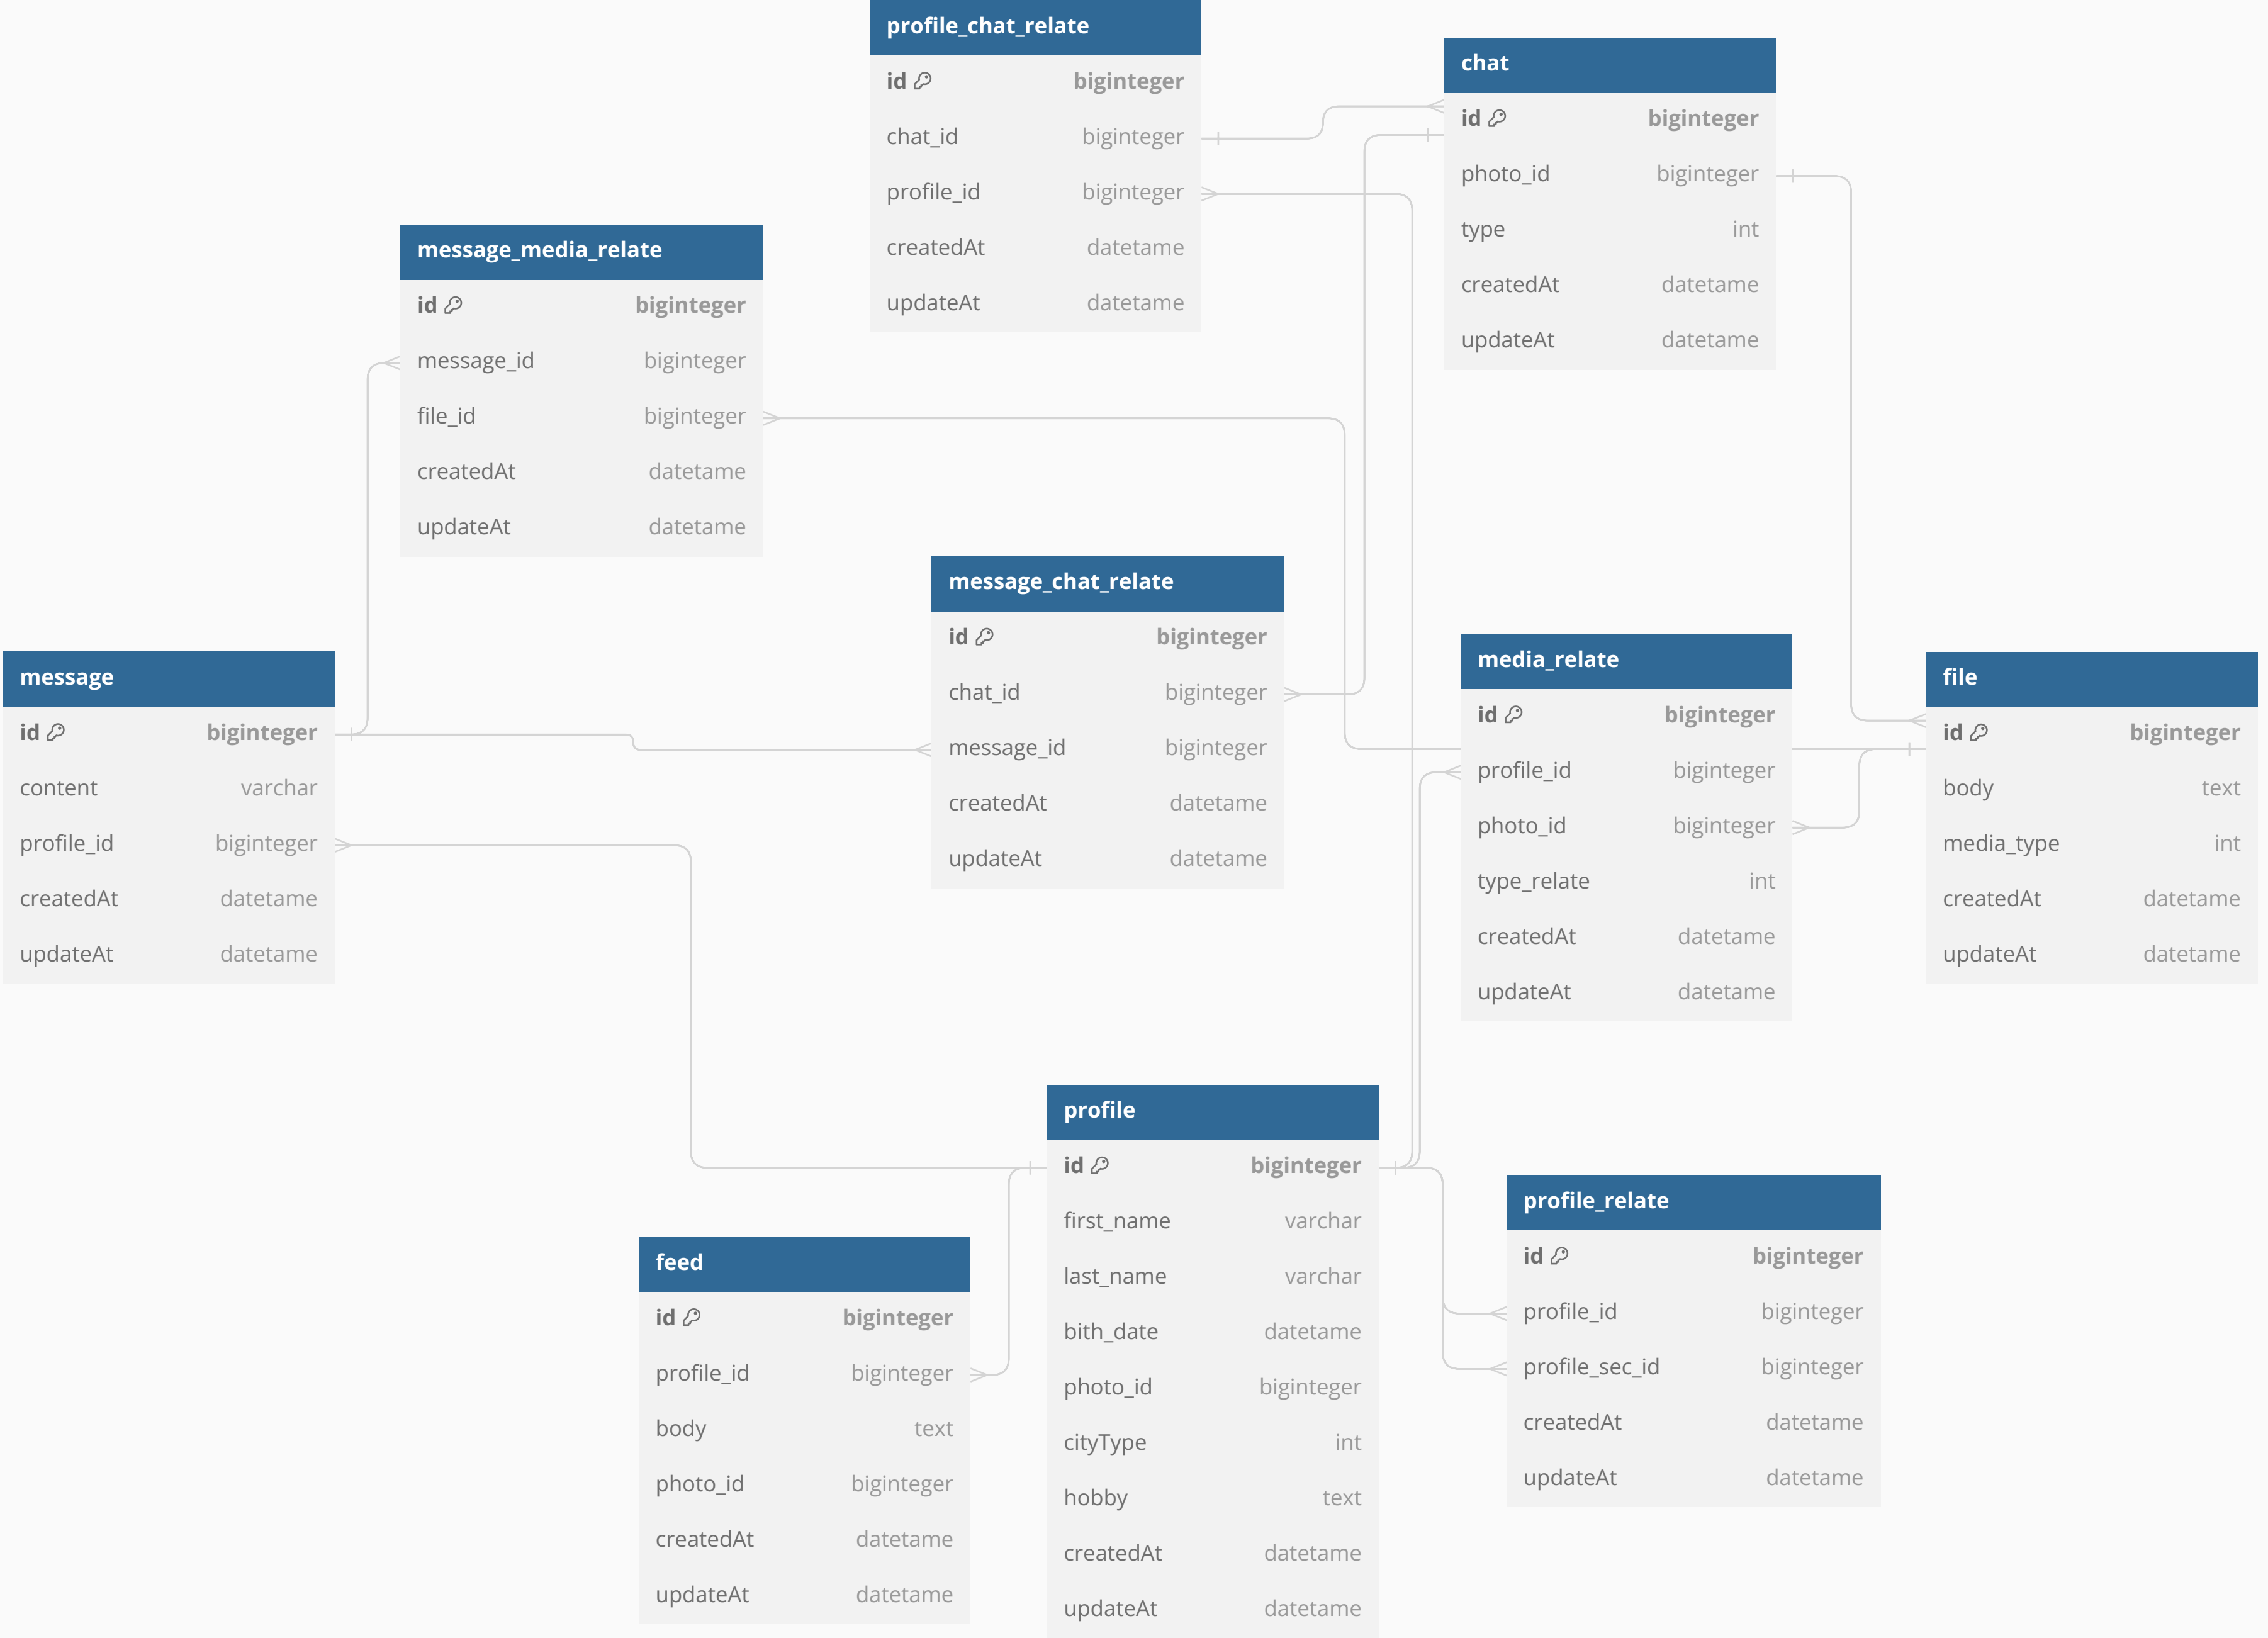 profile_chat_relate
id biginteger
chat_id biginteger
profile_id biginteger
createdAt datetame
updateAt datetame
chat
id biginteger
photo_id biginteger
type int
createdAt datetame
updateAt datetame
message_media_relate
id biginteger
message_id biginteger
file_id biginteger
createdAt datetame
updateAt datetame
message_chat_relate
id biginteger
chat_id biginteger
message_id biginteger
createdAt datetame
updateAt datetame
media_relate
id biginteger
profile_id biginteger
photo_id biginteger
type_relate int
createdAt datetame
updateAt datetame
message
id biginteger
content varchar
profile_id biginteger
createdAt datetame
updateAt datetame
file
id biginteger
body text
media_type int
createdAt datetame
updateAt datetame
profile
id biginteger
first_name varchar
last_name varchar
bith_date datetame
photo_id biginteger
cityType int
hobby text
createdAt datetame
updateAt datetame
profile_relate
id biginteger
profile_id biginteger
profile_sec_id biginteger
createdAt datetame
updateAt datetame
feed
id biginteger
profile_id biginteger
body text
photo_id biginteger
createdAt datetame
updateAt datetame